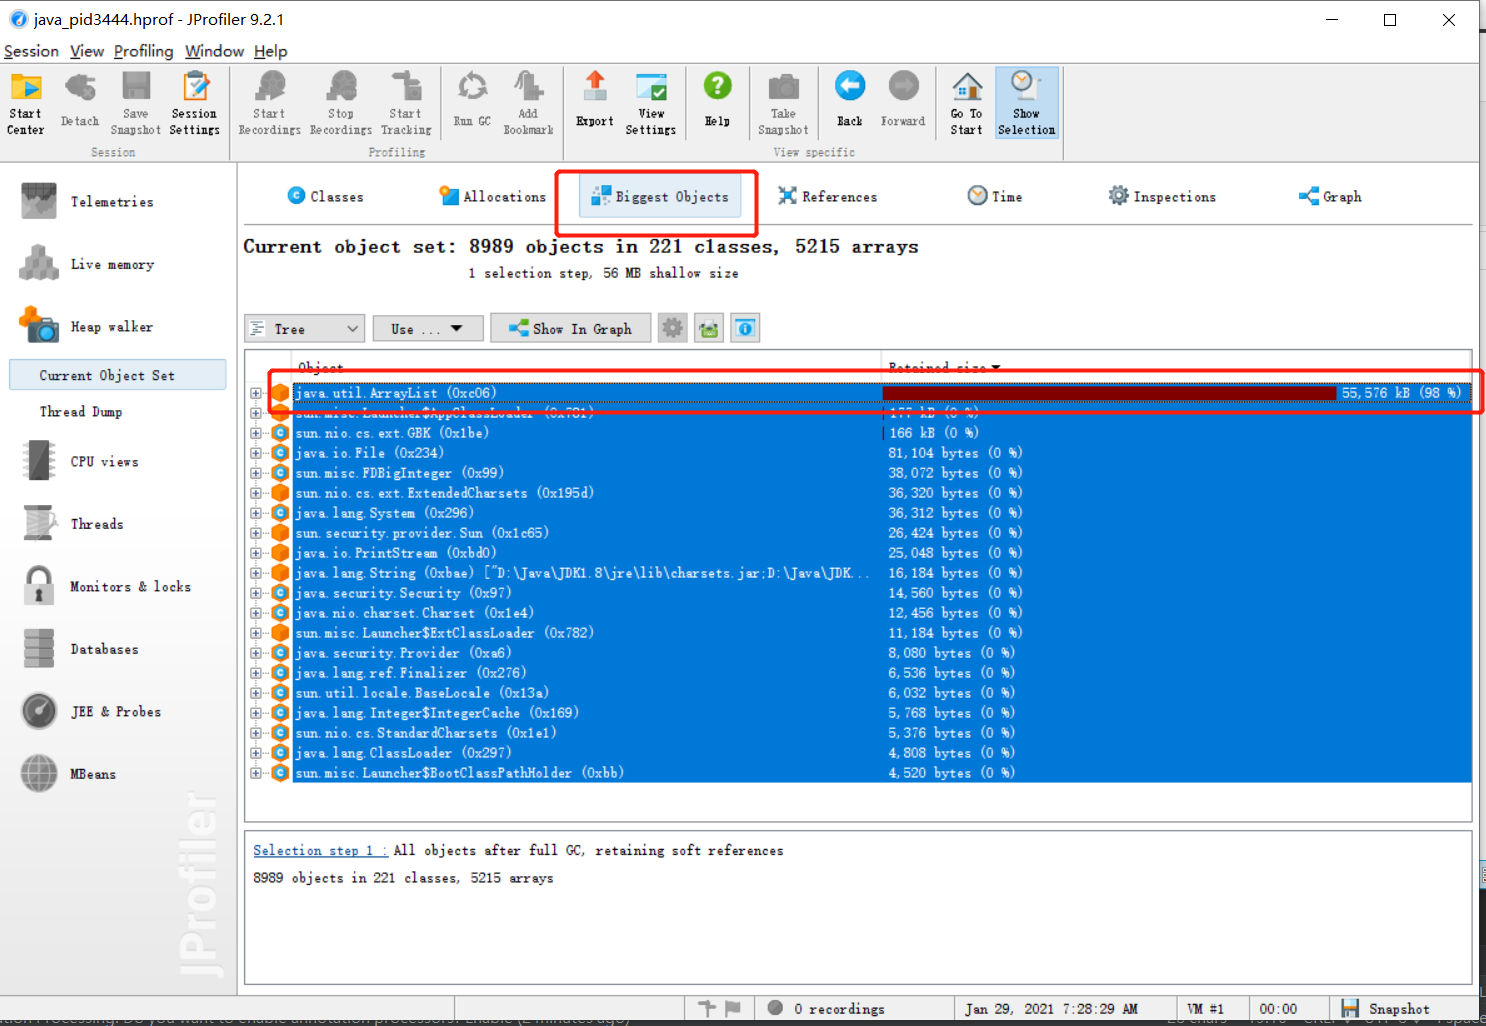 java_pid3444.hprof - JProfiler 9.2.1
Session View Profiling Window Help
Start Center
Detach
Save Snapshot
Session Settings
Start Recordings
Stop Recordings
Start Tracking
Run GC
Add Bookmark
Export
View Settings
Help
Take Snapshot
Back
Forward
Go To Start
Show Selection
Session
Profiling
View specific
Telemetries
Live memory
Heap walker
Current Object Set
Thread Dump
CPU views
Threads
Monitors & locks
Databases
JEE & Probes
MBeans
JProfiler
Classes
Allocations
Biggest Objects
References
Time
Inspections
Graph
Current object set: 8989 objects in 221 classes, 5215 arrays
1 selection step, 56 MB shallow size
Tree
Use ...
Show In Graph
Object Retained size
java.util.ArrayList (0xc06) 55,576 kB (98 %)
sun.misc.Launcher$AppClassLoader (0x781) 177 kB (0 %)
sun.nio.cs.ext.GBK (0x1be) 166 kB (0 %)
java.io.File (0x234) 81,104 bytes (0 %)
sun.misc.FDBigInteger (0x99) 38,072 bytes (0 %)
sun.nio.cs.ext.ExtendedCharsets (0x195d) 36,320 bytes (0 %)
java.lang.System (0x296) 36,312 bytes (0 %)
sun.security.provider.Sun (0x1c65) 26,424 bytes (0 %)
java.io.PrintStream (0xbd0) 25,048 bytes (0 %)
java.lang.String (0xbae) ["D:\Java\JDK1.8\jre\lib\charsets.jar;D:\Java\JDK... 16,184 bytes (0 %)
java.security.Security (0x97) 14,560 bytes (0 %)
java.nio.charset.Charset (0x1e4) 12,456 bytes (0 %)
sun.misc.Launcher$ExtClassLoader (0x782) 11,184 bytes (0 %)
java.security.Provider (0xa6) 8,080 bytes (0 %)
java.lang.ref.Finalizer (0x276) 6,536 bytes (0 %)
sun.util.locale.BaseLocale (0x13a) 6,032 bytes (0 %)
java.lang.Integer$IntegerCache (0x169) 5,768 bytes (0 %)
sun.nio.cs.StandardCharsets (0x1e1) 5,376 bytes (0 %)
java.lang.ClassLoader (0x297) 4,808 bytes (0 %)
sun.misc.Launcher$BootClassPathHolder (0xbb) 4,520 bytes (0 %)
Selection step 1 : All objects after full GC, retaining soft references
8989 objects in 221 classes, 5215 arrays
0 recordings
Jan 29, 2021 7:28:29 AM
VM #1
00:00
Snapshot